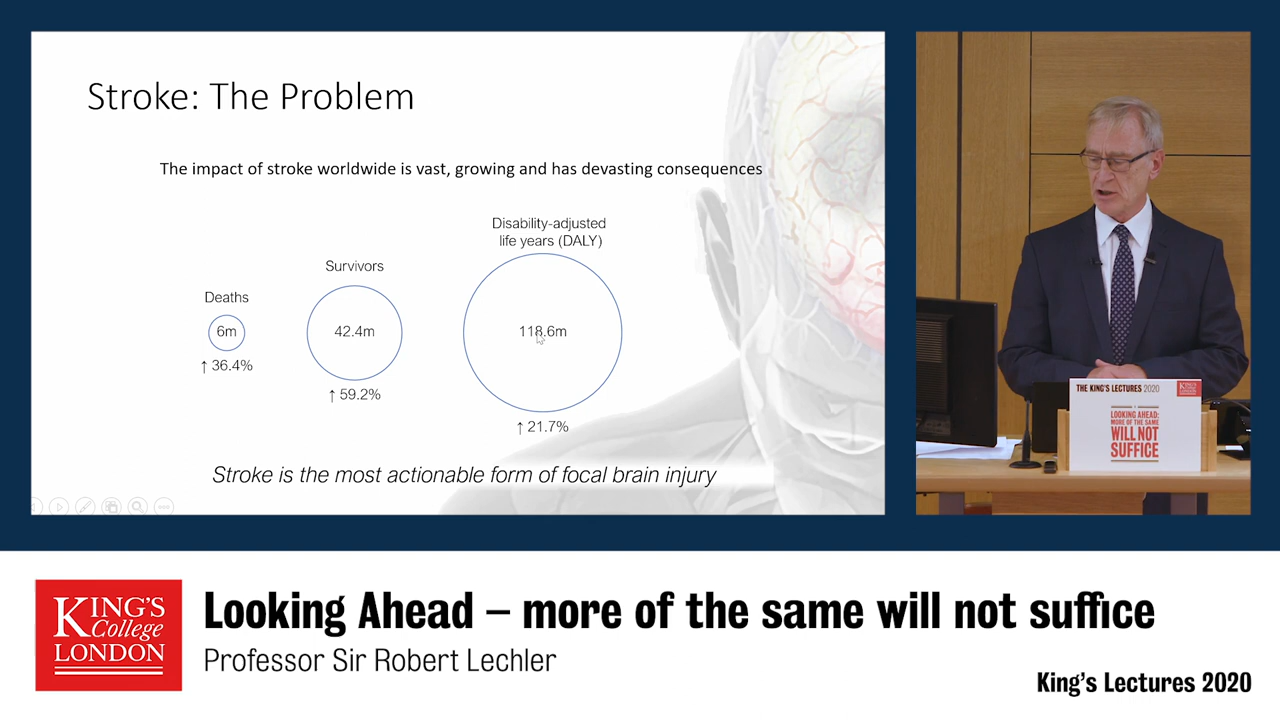 Stroke: The Problem
The impact of stroke worldwide is vast, growing and has devasting consequences
Disability-adjusted
life years (DALY)
Survivors
Deaths
6m
42.4m
118.6m
↑ 36.4%
↑ 59.2%
↑ 21.7%
Stroke is the most actionable form of focal brain injury
THE KING'S LECTURES 2020
LOOKING AHEAD:
MORE OF THE SAME
WILL NOT
SUFFICE
KING'S
College
LONDON
Looking Ahead – more of the same will not suffice
Professor Sir Robert Lechler
King's Lectures 2020